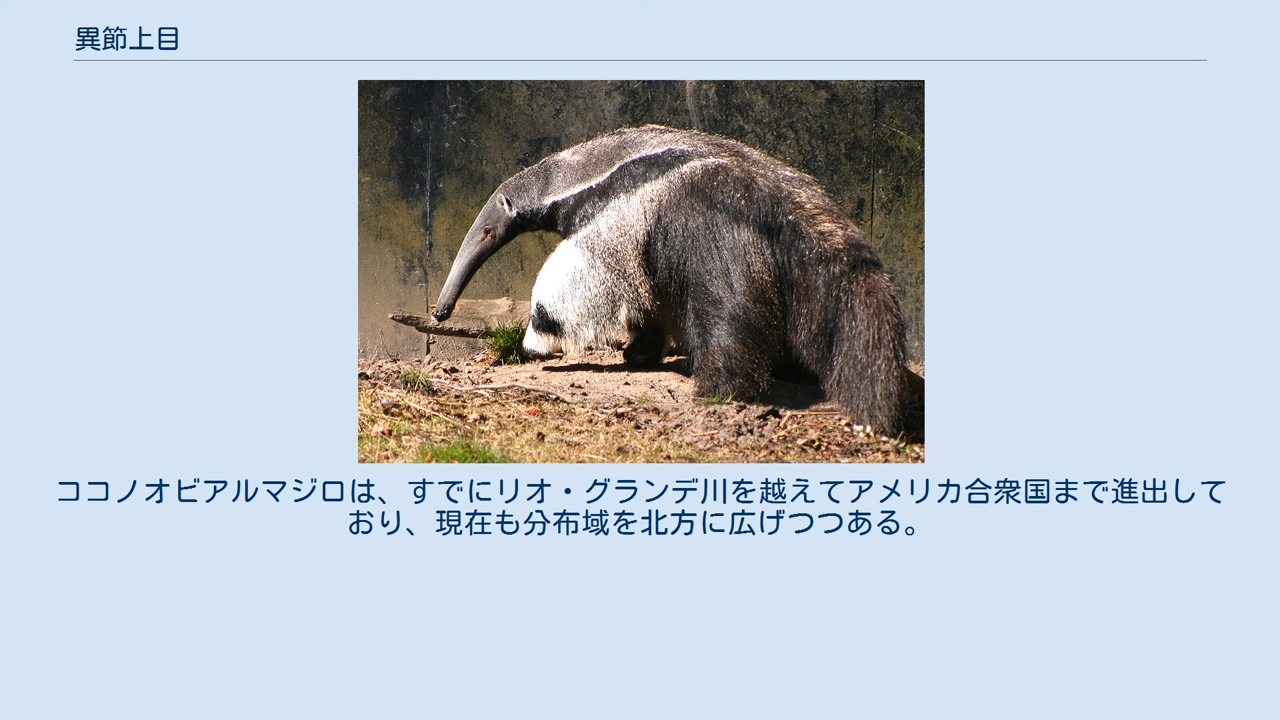 異節上目
ココノオビアルマジロは、すでにリオ・グランデ川を越えてアメリカ合衆国まで進出して
おり、現在も分布域を北方に広げつつある。